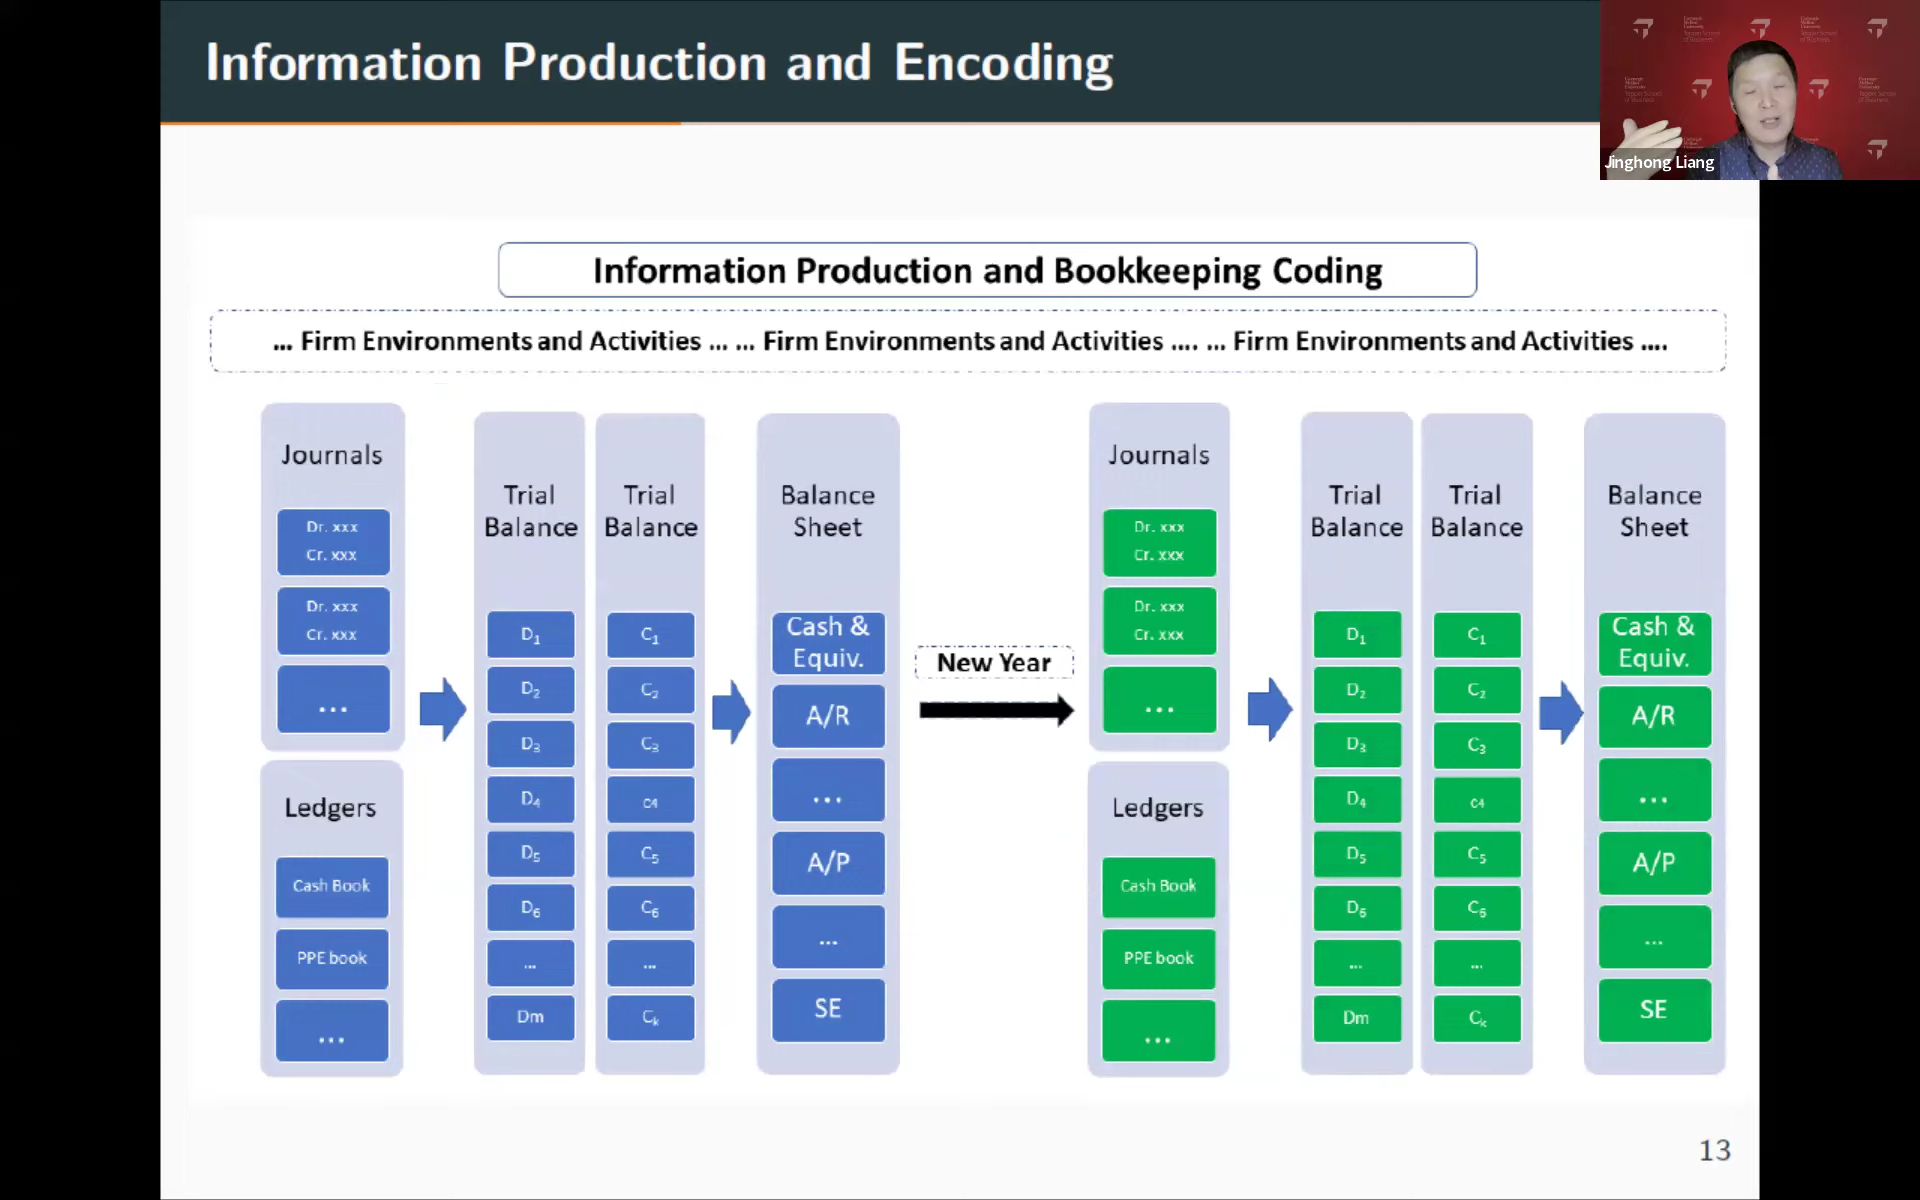 Information Production and Encoding
Jinghong Liang
Information Production and Bookkeeping Coding
... Firm Environments and Activities ... ... Firm Environments and Activities .... ... Firm Environments and Activities ....
Journals
Dr. xxx
Cr. xxx
Dr. xxx
Cr. xxx
...
Ledgers
Cash Book
PPE book
...
Trial
Balance
D₁
D₂
D₃
D₄
D₅
D₆
...
Dm
Trial
Balance
C₁
C₂
C₃
c4
C₅
C₆
...
Cₖ
Balance
Sheet
Cash &
Equiv.
A/R
...
A/P
...
SE
New Year
Journals
Dr. xxx
Cr. xxx
Dr. xxx
Cr. xxx
...
Ledgers
Cash Book
PPE book
...
Trial
Balance
D₁
D₂
D₃
D₄
D₅
D₆
...
Dm
Trial
Balance
C₁
C₂
C₃
c4
C₅
C₆
...
Cₖ
Balance
Sheet
Cash &
Equiv.
A/R
...
A/P
...
SE
13